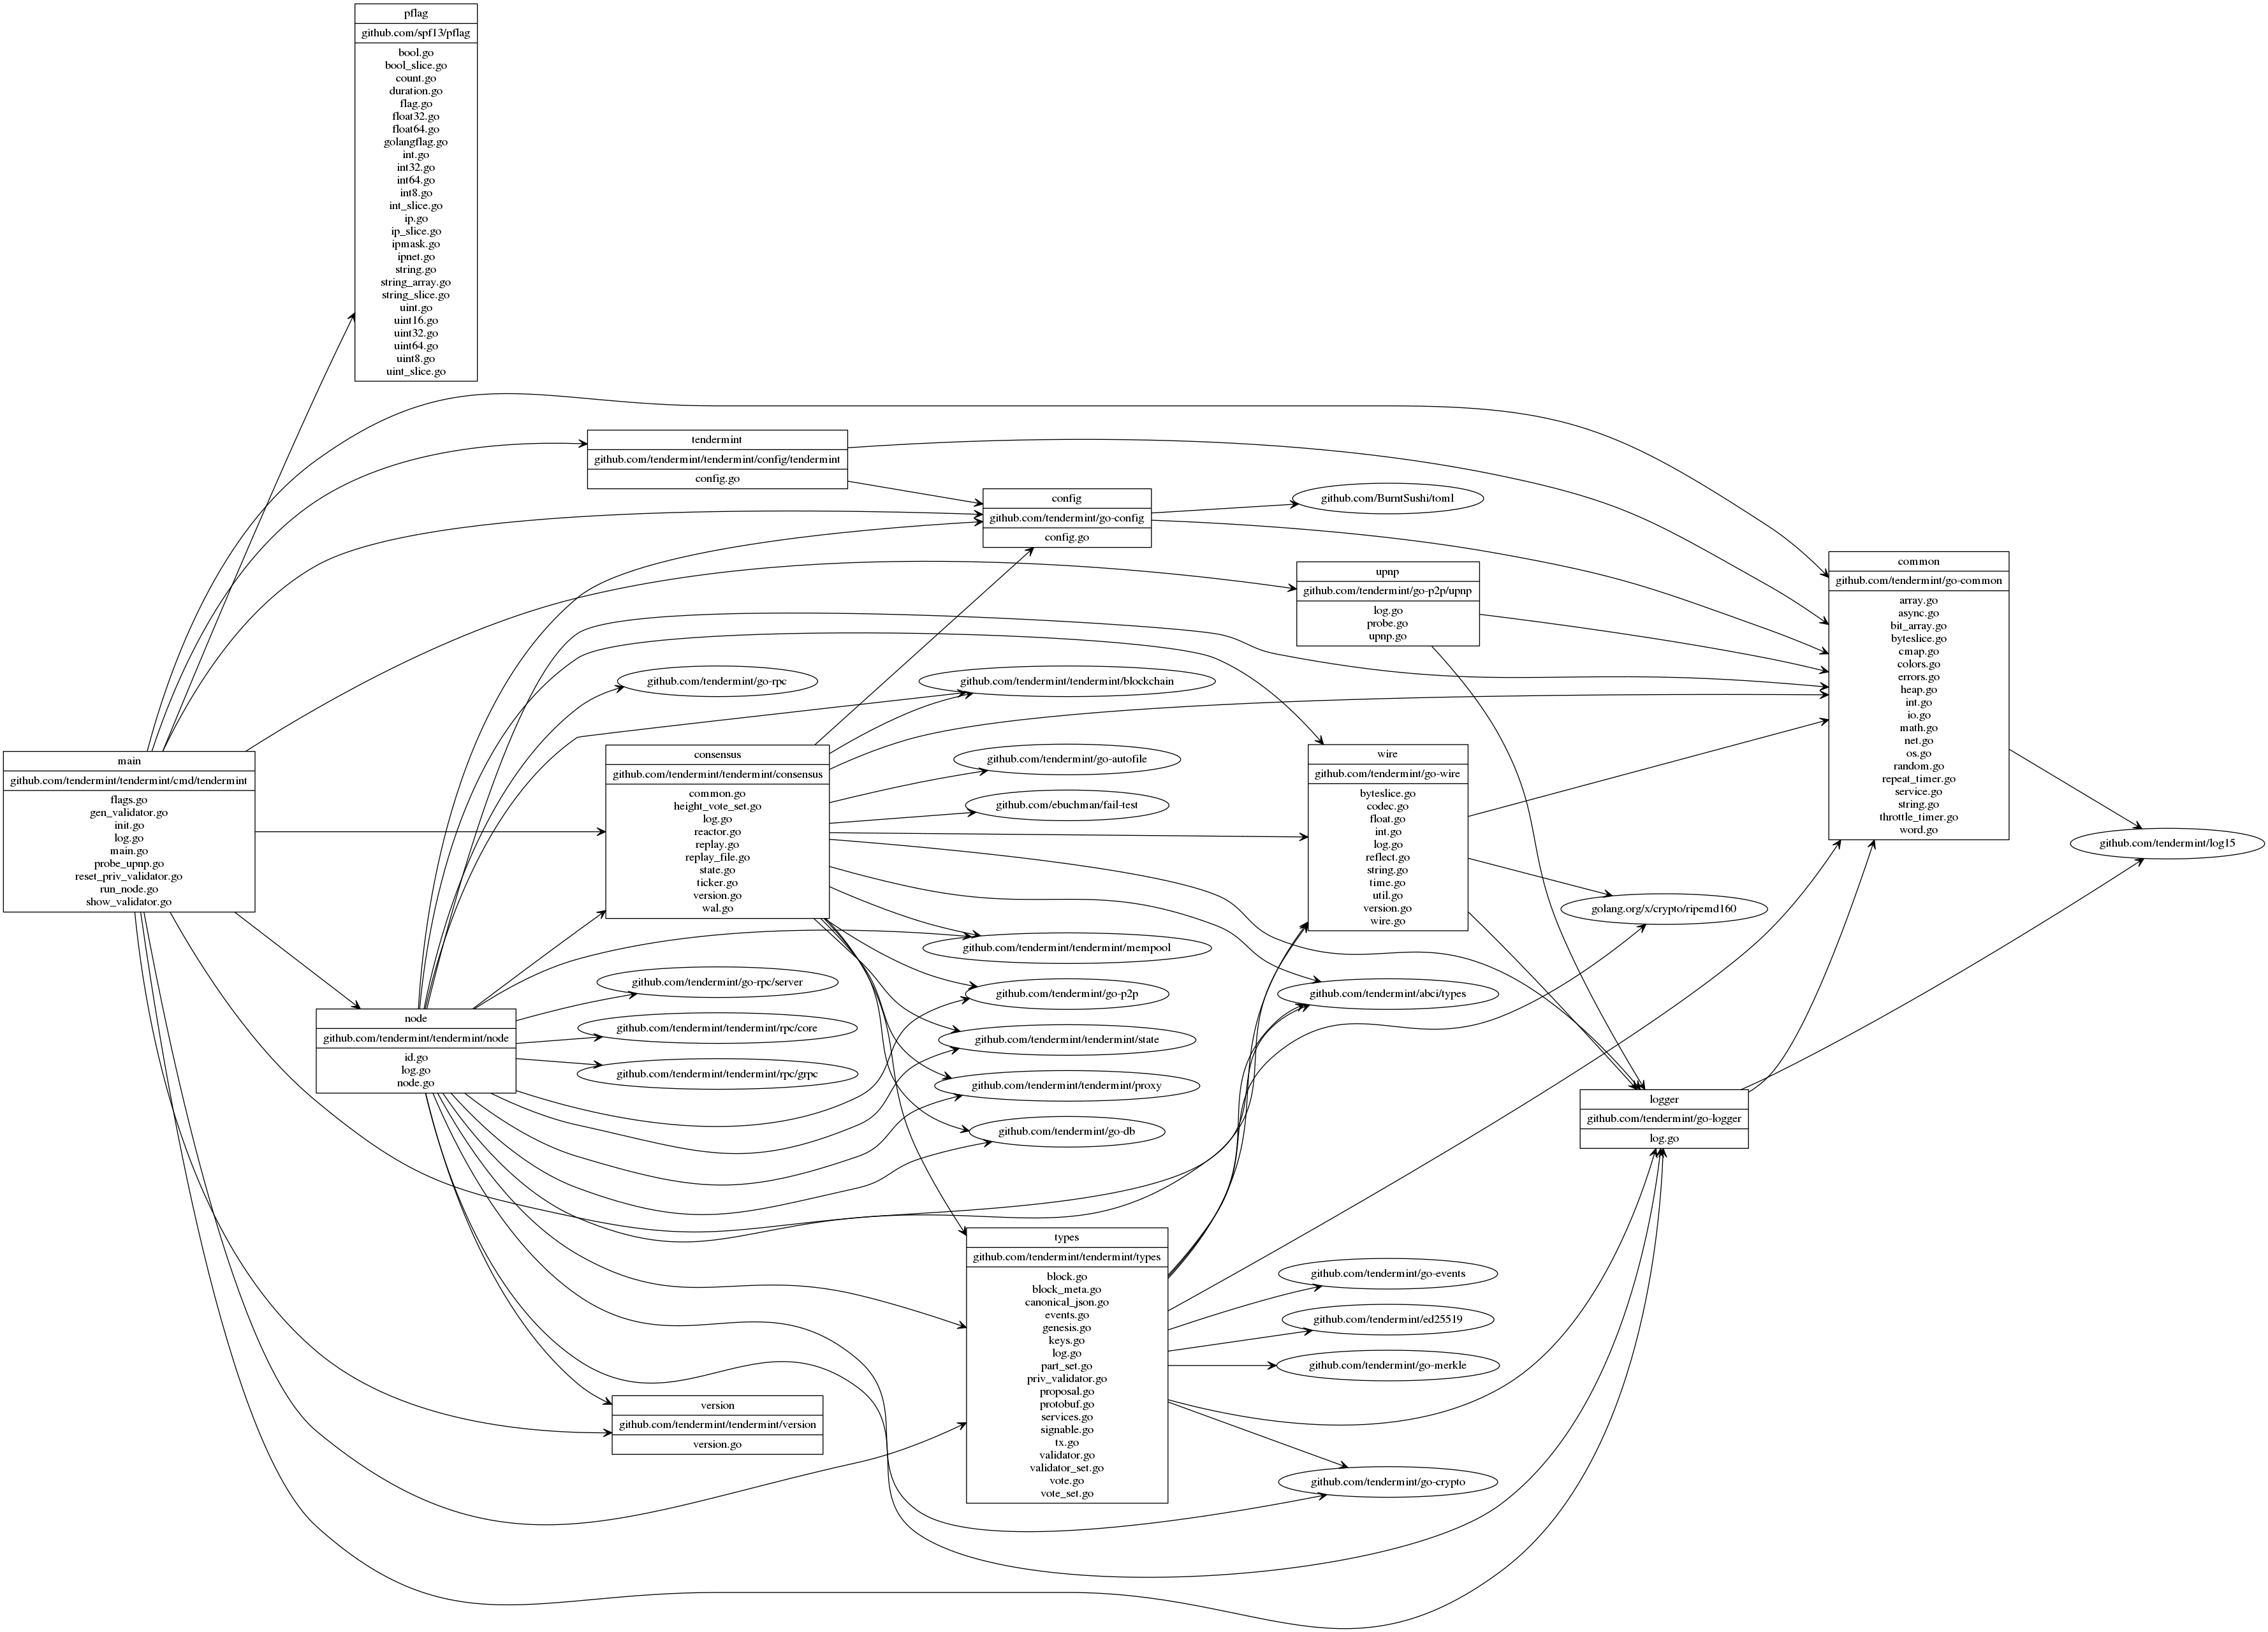 pflag
github.com/spf13/pflag
bool.go
bool_slice.go
count.go
duration.go
flag.go
float32.go
float64.go
golangflag.go
int.go
int32.go
int64.go
int8.go
int_slice.go
ip.go
ip_slice.go
ipmask.go
ipnet.go
string.go
string_array.go
string_slice.go
uint.go
uint16.go
uint32.go
uint64.go
uint8.go
uint_slice.go
tendermint
github.com/tendermint/tendermint/config/tendermint
config.go
config
github.com/tendermint/go-config
config.go
github.com/BurntSushi/toml
upnp
github.com/tendermint/go-p2p/upnp
log.go
probe.go
upnp.go
common
github.com/tendermint/go-common
array.go
async.go
bit_array.go
byteslice.go
cmap.go
colors.go
errors.go
heap.go
int.go
io.go
math.go
net.go
os.go
random.go
repeat_timer.go
service.go
string.go
throttle_timer.go
word.go
github.com/tendermint/log15
main
github.com/tendermint/tendermint/cmd/tendermint
flags.go
gen_validator.go
init.go
log.go
main.go
probe_upnp.go
reset_priv_validator.go
run_node.go
show_validator.go
github.com/tendermint/go-rpc
github.com/tendermint/tendermint/blockchain
consensus
github.com/tendermint/tendermint/consensus
common.go
height_vote_set.go
log.go
reactor.go
replay.go
replay_file.go
state.go
ticker.go
version.go
wal.go
github.com/tendermint/go-autofile
github.com/ebuchman/fail-test
wire
github.com/tendermint/go-wire
byteslice.go
codec.go
float.go
int.go
log.go
reflect.go
string.go
time.go
util.go
version.go
wire.go
golang.org/x/crypto/ripemd160
github.com/tendermint/tendermint/mempool
node
github.com/tendermint/tendermint/node
id.go
log.go
node.go
github.com/tendermint/go-rpc/server
github.com/tendermint/tendermint/rpc/core
github.com/tendermint/tendermint/rpc/grpc
github.com/tendermint/go-p2p
github.com/tendermint/tendermint/state
github.com/tendermint/tendermint/proxy
github.com/tendermint/go-db
github.com/tendermint/abci/types
logger
github.com/tendermint/go-logger
log.go
types
github.com/tendermint/tendermint/types
block.go
block_meta.go
canonical_json.go
events.go
genesis.go
keys.go
log.go
part_set.go
priv_validator.go
proposal.go
protobuf.go
services.go
signable.go
tx.go
validator.go
validator_set.go
vote.go
vote_set.go
github.com/tendermint/go-events
github.com/tendermint/ed25519
github.com/tendermint/go-merkle
github.com/tendermint/go-crypto
version
github.com/tendermint/tendermint/version
version.go